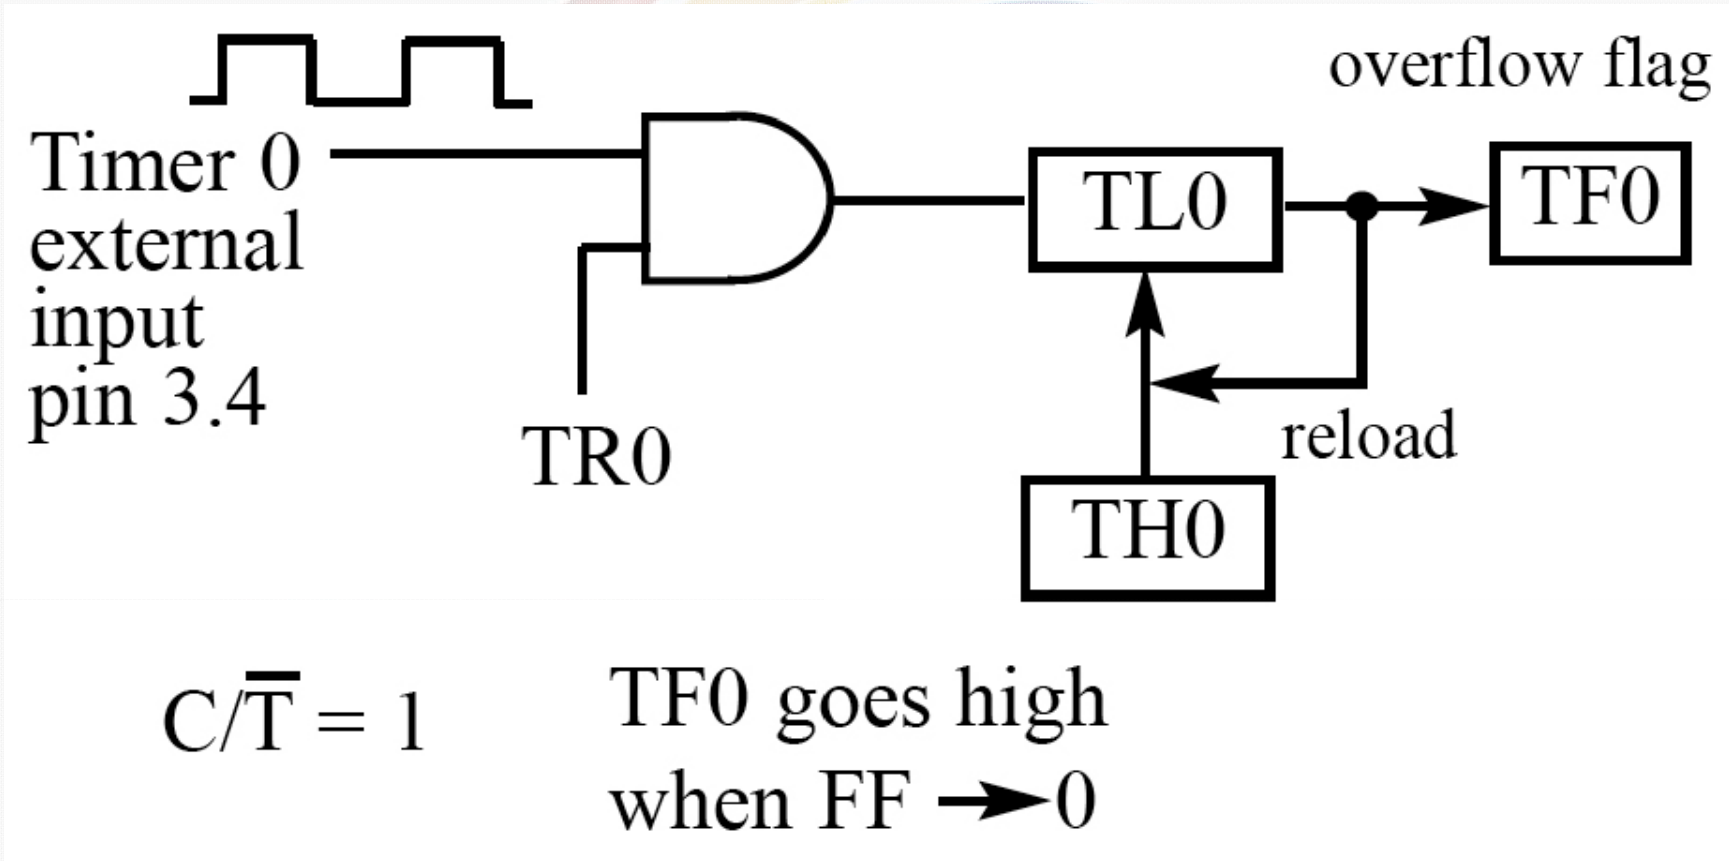 overflow flag
Timer 0
external
input
pin 3.4
TR0
TL0
TF0
reload
TH0
C/T̅ = 1
TF0 goes high
when FF → 0